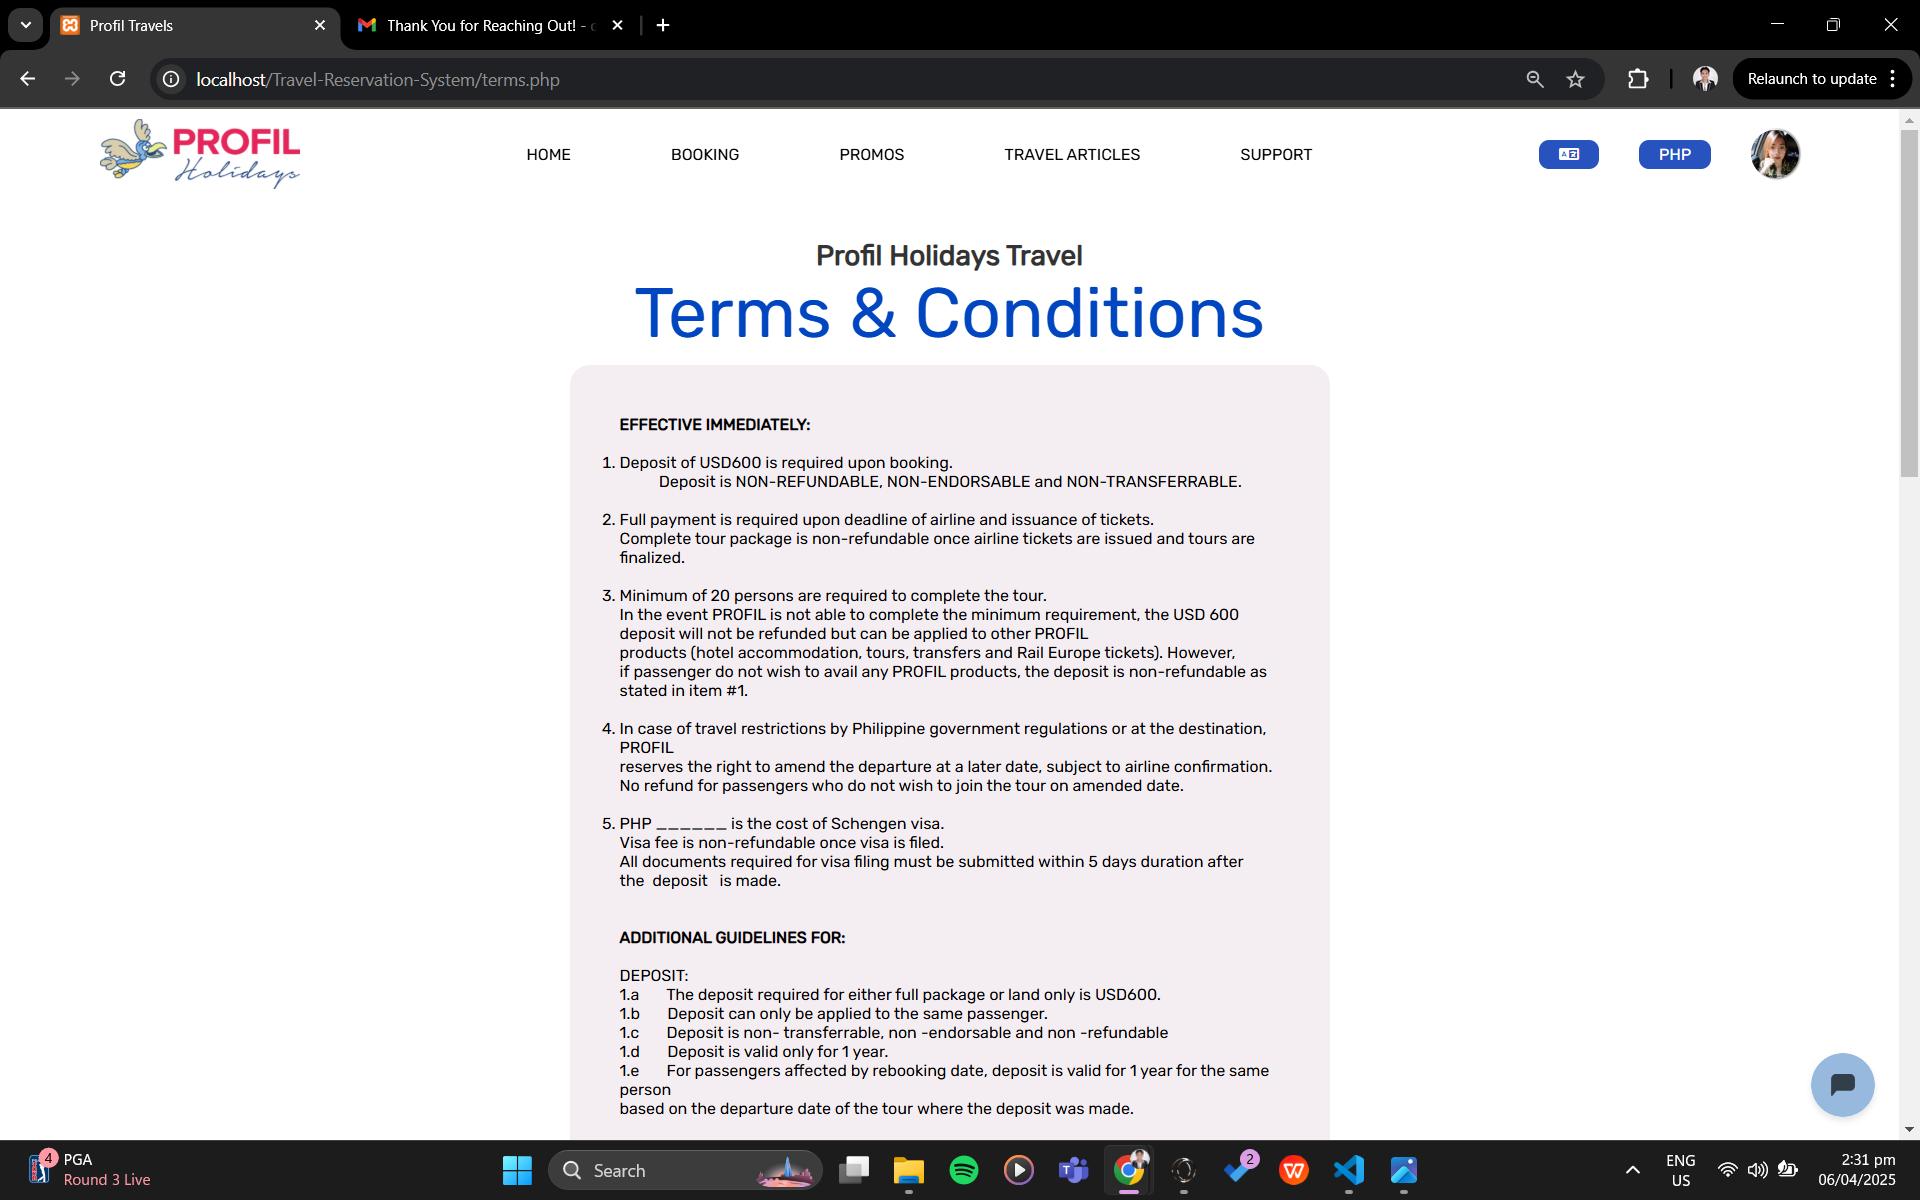 Profil Travels
Thank You for Reaching Out! - 
localhost/Travel-Reservation-System/terms.php
Relaunch to update
PROFIL
Holidays
HOME
BOOKING
PROMOS
TRAVEL ARTICLES
SUPPORT
PHP
Profil Holidays Travel
Terms & Conditions
EFFECTIVE IMMEDIATELY:
1. Deposit of USD600 is required upon booking.
Deposit is NON-REFUNDABLE, NON-ENDORSABLE and NON-TRANSFERRABLE.
2. Full payment is required upon deadline of airline and issuance of tickets.
Complete tour package is non-refundable once airline tickets are issued and tours are
finalized.
3. Minimum of 20 persons are required to complete the tour.
In the event PROFIL is not able to complete the minimum requirement, the USD 600
deposit will not be refunded but can be applied to other PROFIL
products (hotel accommodation, tours, transfers and Rail Europe tickets). However,
if passenger do not wish to avail any PROFIL products, the deposit is non-refundable as
stated in item #1.
4. In case of travel restrictions by Philippine government regulations or at the destination,
PROFIL
reserves the right to amend the departure at a later date, subject to airline confirmation.
No refund for passengers who do not wish to join the tour on amended date.
5. PHP ______ is the cost of Schengen visa.
Visa fee is non-refundable once visa is filed.
All documents required for visa filing must be submitted within 5 days duration after
the deposit is made.
ADDITIONAL GUIDELINES FOR:
DEPOSIT:
1.a The deposit required for either full package or land only is USD600.
1.b Deposit can only be applied to the same passenger.
1.c Deposit is non- transferrable, non -endorsable and non -refundable
1.d Deposit is valid only for 1 year.
1.e For passengers affected by rebooking date, deposit is valid for 1 year for the same
person
based on the departure date of the tour where the deposit was made.
4
PGA
Round 3 Live
Search
2
ENG
US
2:31 pm
06/04/2025